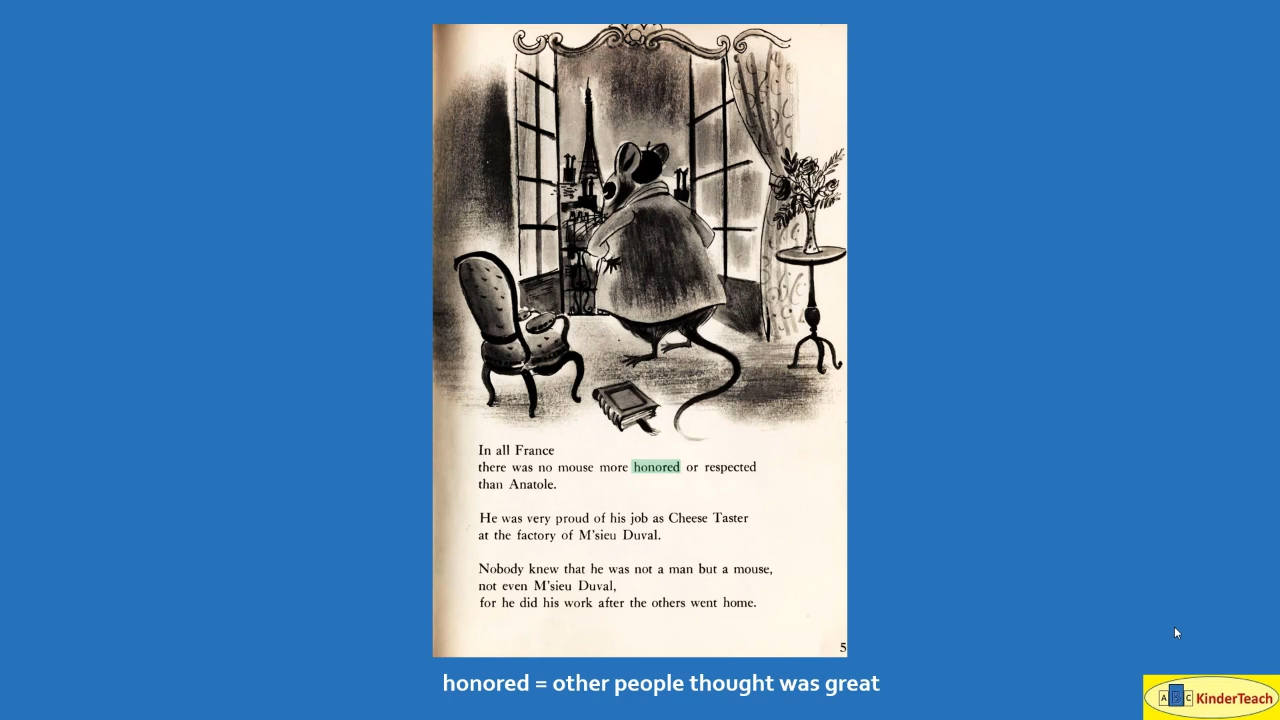 In all France
there was no mouse more honored or respected
than Anatole.
He was very proud of his job as Cheese Taster
at the factory of M'sieu Duval.
Nobody knew that he was not a man but a mouse,
not even M'sieu Duval,
for he did his work after the others went home.
5
honored = other people thought was great
A B C KinderTeach